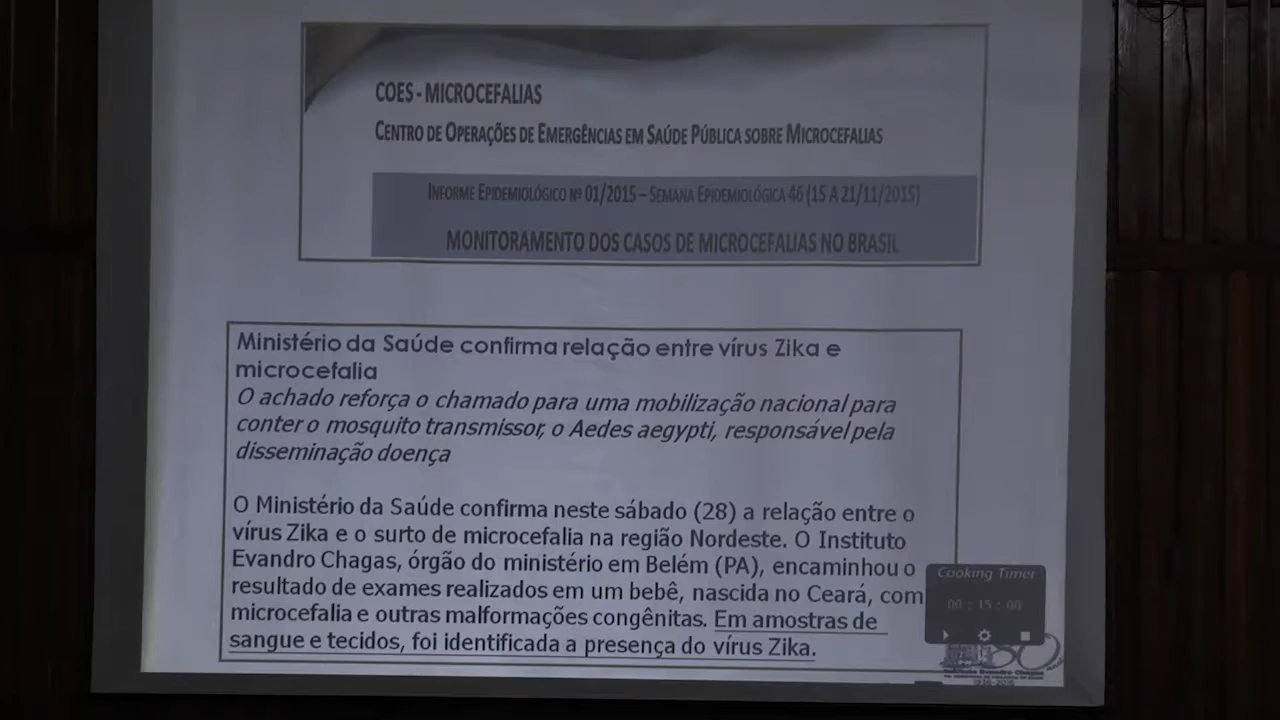 COES - MICROCEFALIAS
CENTRO DE OPERAÇÕES DE EMERGÊNCIAS EM SAÚDE PÚBLICA SOBRE MICROCEFALIAS
INFORME EPIDEMIOLÓGICO Nº 01/2015 – SEMANA EPIDEMIOLÓGICA 46 (15 A 21/11/2015)
MONITORAMENTO DOS CASOS DE MICROCEFALIAS NO BRASIL
Ministério da Saúde confirma relação entre vírus Zika e
microcefalia
O achado reforça o chamado para uma mobilização nacional para
conter o mosquito transmissor, o Aedes aegypti, responsável pela
disseminação doença
O Ministério da Saúde confirma neste sábado (28) a relação entre o
vírus Zika e o surto de microcefalia na região Nordeste. O Instituto
Evandro Chagas, órgão do ministério em Belém (PA), encaminhou o
resultado de exames realizados em um bebê, nascida no Ceará, com
microcefalia e outras malformações congênitas. Em amostras de
sangue e tecidos, foi identificada a presença do vírus Zika.
Cooking Timer
00 : 15 : 00
Instituto Evandro Chagas
1936-2016